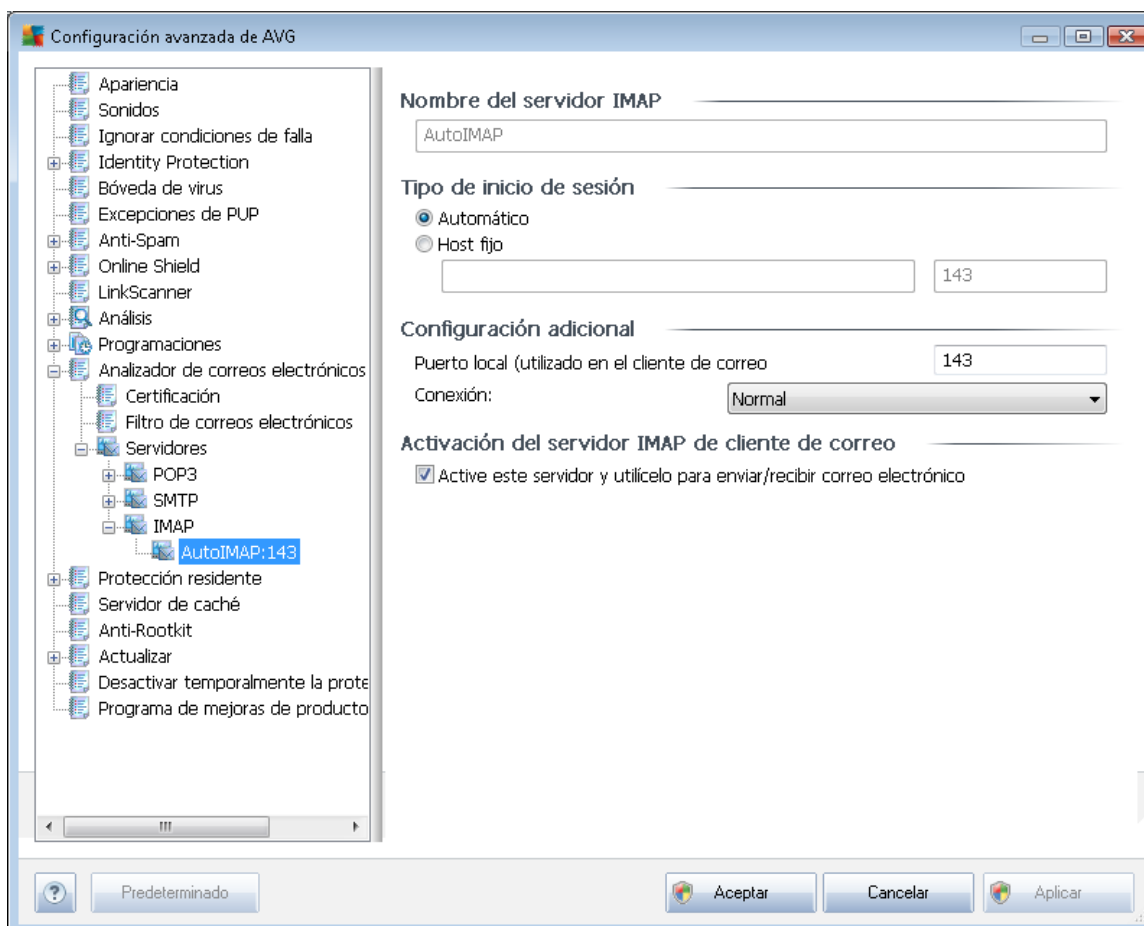 Configuración avanzada de AVG
Apariencia
Sonidos
Ignorar condiciones de falla
Identity Protection
Bóveda de virus
Excepciones de PUP
Anti-Spam
Online Shield
LinkScanner
Análisis
Programaciones
Analizador de correos electrónicos
Certificación
Filtro de correos electrónicos
Servidores
POP3
SMTP
IMAP
AutoIMAP:143
Protección residente
Servidor de caché
Anti-Rootkit
Actualizar
Desactivar temporalmente la prote
Programa de mejoras de producto
Nombre del servidor IMAP
AutoIMAP
Tipo de inicio de sesión
Automático
Host fijo
143
Configuración adicional
Puerto local (utilizado en el cliente de correo
143
Conexión:
Normal
Activación del servidor IMAP de cliente de correo
Active este servidor y utilícelo para enviar/recibir correo electrónico
?
Predeterminado
Aceptar
Cancelar
Aplicar